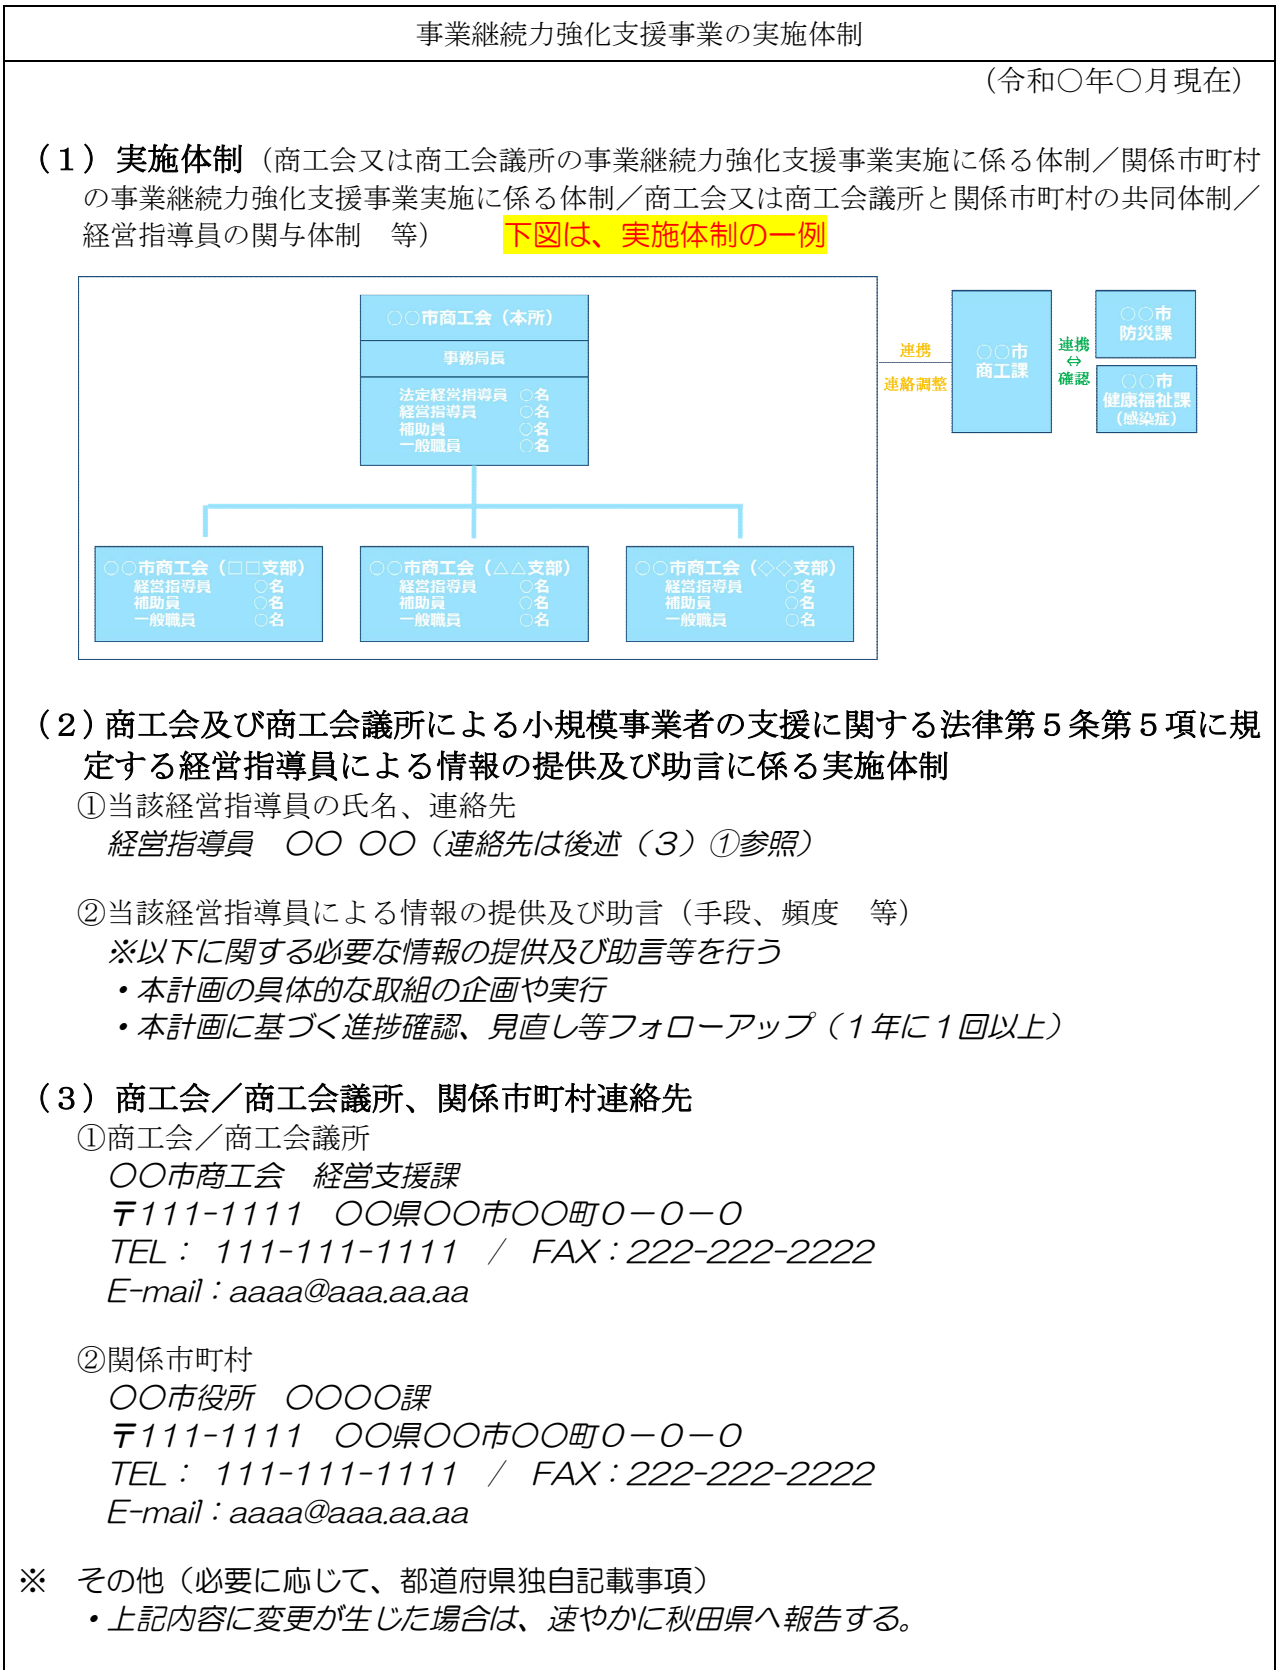 事業継続力強化支援事業の実施体制
（令和〇年〇月現在）
（１）実施体制（商工会又は商工会議所の事業継続力強化支援事業実施に係る体制／関係市町村
の事業継続力強化支援事業実施に係る体制／商工会又は商工会議所と関係市町村の共同体制／
経営指導員の関与体制　等）　下図は、実施体制の一例
〇〇市商工会（本所）
事務局長
法定経営指導員　〇名
経営指導員　〇名
補助員　〇名
一般職員　〇名
〇〇市商工会（□□支部）
経営指導員　〇名
補助員　〇名
一般職員　〇名
〇〇市商工会（△△支部）
経営指導員　〇名
補助員　〇名
一般職員　〇名
〇〇市商工会（◇◇支部）
経営指導員　〇名
補助員　〇名
一般職員　〇名
連携
連絡調整
〇〇市
商工課
連携
⇔
確認
〇〇市
防災課
〇〇市
健康福祉課
（感染症）
（２）商工会及び商工会議所による小規模事業者の支援に関する法律第５条第５項に規
定する経営指導員による情報の提供及び助言に係る実施体制
①当該経営指導員の氏名、連絡先
経営指導員　〇〇 〇〇（連絡先は後述（３）①参照）
②当該経営指導員による情報の提供及び助言（手段、頻度　等）
※以下に関する必要な情報の提供及び助言等を行う
・本計画の具体的な取組の企画や実行
・本計画に基づく進捗確認、見直し等フォローアップ（１年に１回以上）
（３）商工会／商工会議所、関係市町村連絡先
①商工会／商工会議所
〇〇市商工会　経営支援課
〒111-1111　〇〇県〇〇市〇〇町０－０－０
TEL： 111-111-1111 / FAX：222-222-2222
E-mail：aaaa@aaa.aa.aa
②関係市町村
〇〇市役所　〇〇〇〇課
〒111-1111　〇〇県〇〇市〇〇町０－０－０
TEL： 111-111-1111 / FAX：222-222-2222
E-mail：aaaa@aaa.aa.aa
※　その他（必要に応じて、都道府県独自記載事項）
・上記内容に変更が生じた場合は、速やかに秋田県へ報告する。